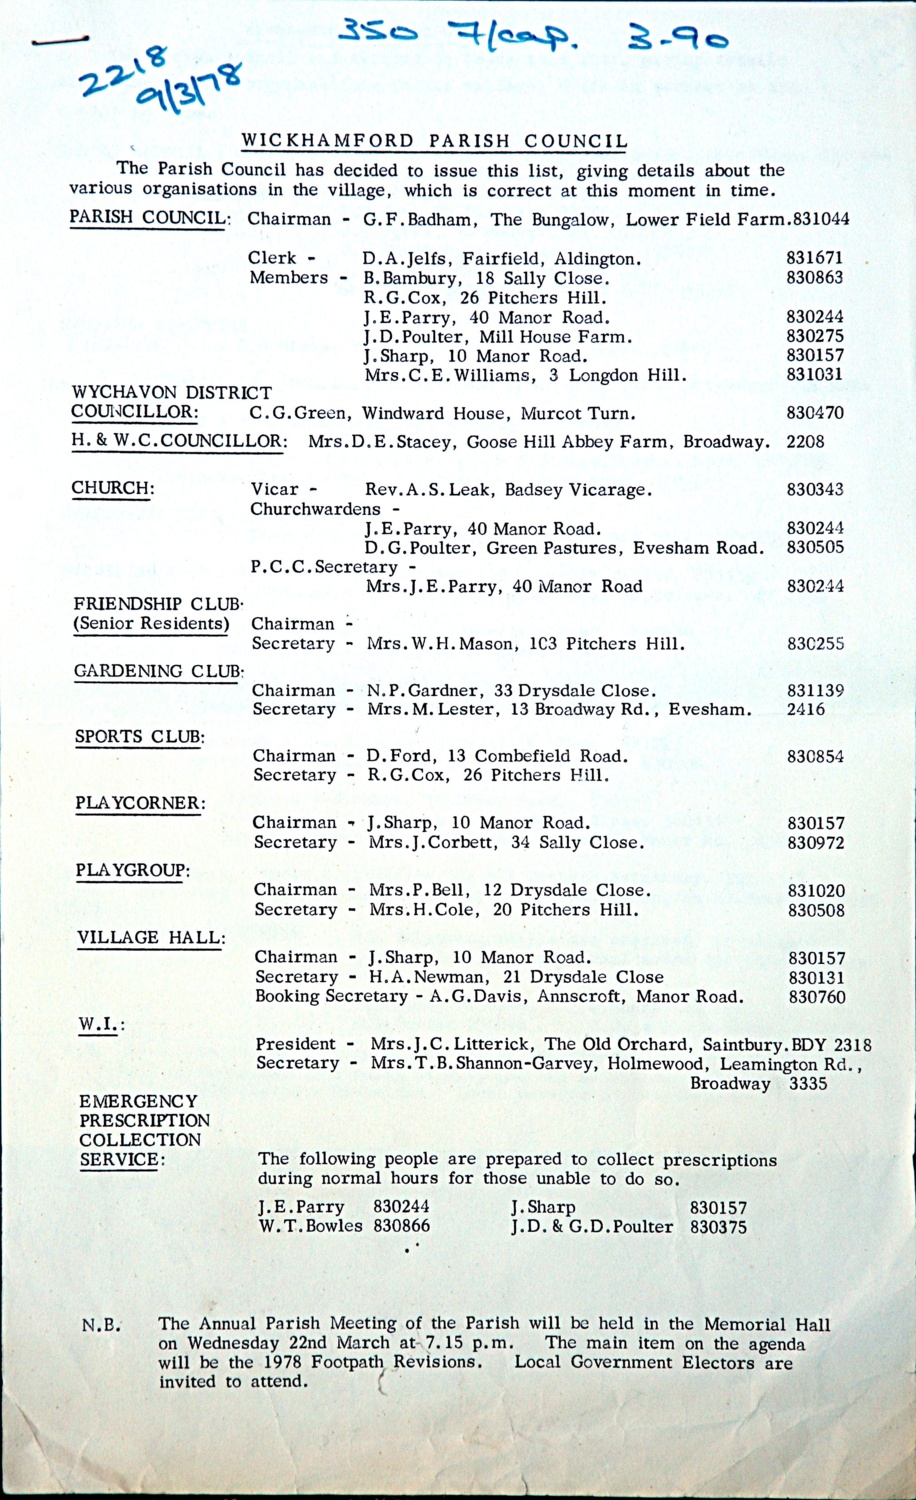 350 7/cap. 3-90
2218
9/3/78
WICKHAMFORD PARISH COUNCIL
The Parish Council has decided to issue this list, giving details about the
various organisations in the village, which is correct at this moment in time.
PARISH COUNCIL: Chairman - G.F.Badham, The Bungalow, Lower Field Farm.831044
Clerk - D.A.Jelfs, Fairfield, Aldington. 831671
Members - B.Bambury, 18 Sally Close. 830863
R.G.Cox, 26 Pitchers Hill.
J.E.Parry, 40 Manor Road. 830244
J.D.Poulter, Mill House Farm. 830275
J.Sharp, 10 Manor Road. 830157
Mrs.C.E.Williams, 3 Longdon Hill. 831031
WYCHAVON DISTRICT
COUNCILLOR: C.G.Green, Windward House, Murcot Turn. 830470
H.& W.C.COUNCILLOR: Mrs.D.E.Stacey, Goose Hill Abbey Farm, Broadway. 2208
CHURCH: Vicar - Rev.A.S.Leak, Badsey Vicarage. 830343
Churchwardens -
J.E.Parry, 40 Manor Road. 830244
D.G.Poulter, Green Pastures, Evesham Road. 830505
P.C.C.Secretary -
Mrs.J.E.Parry, 40 Manor Road 830244
FRIENDSHIP CLUB:
(Senior Residents) Chairman -
Secretary - Mrs.W.H.Mason, 103 Pitchers Hill. 830255
GARDENING CLUB:
Chairman - N.P.Gardner, 33 Drysdale Close. 831139
Secretary - Mrs.M.Lester, 13 Broadway Rd., Evesham. 2416
SPORTS CLUB:
Chairman - D.Ford, 13 Combefield Road. 830854
Secretary - R.G.Cox, 26 Pitchers Hill.
PLAYCORNER:
Chairman - J.Sharp, 10 Manor Road. 830157
Secretary - Mrs.J.Corbett, 34 Sally Close. 830972
PLAYGROUP:
Chairman - Mrs.P.Bell, 12 Drysdale Close. 831020
Secretary - Mrs.H.Cole, 20 Pitchers Hill. 830508
VILLAGE HALL:
Chairman - J.Sharp, 10 Manor Road. 830157
Secretary - H.A.Newman, 21 Drysdale Close 830131
Booking Secretary - A.G.Davis, Annscroft, Manor Road. 830760
W.I.:
President - Mrs.J.C.Litterick, The Old Orchard, Saintbury.BDY 2318
Secretary - Mrs.T.B.Shannon-Garvey, Holmewood, Leamington Rd.,
Broadway 3335
EMERGENCY
PRESCRIPTION
COLLECTION
SERVICE: The following people are prepared to collect prescriptions
during normal hours for those unable to do so.
J.E.Parry 830244 J.Sharp 830157
W.T.Bowles 830866 J.D.& G.D.Poulter 830375
N.B. The Annual Parish Meeting of the Parish will be held in the Memorial Hall
on Wednesday 22nd March at 7.15 p.m. The main item on the agenda
will be the 1978 Footpath Revisions. Local Government Electors are
invited to attend.